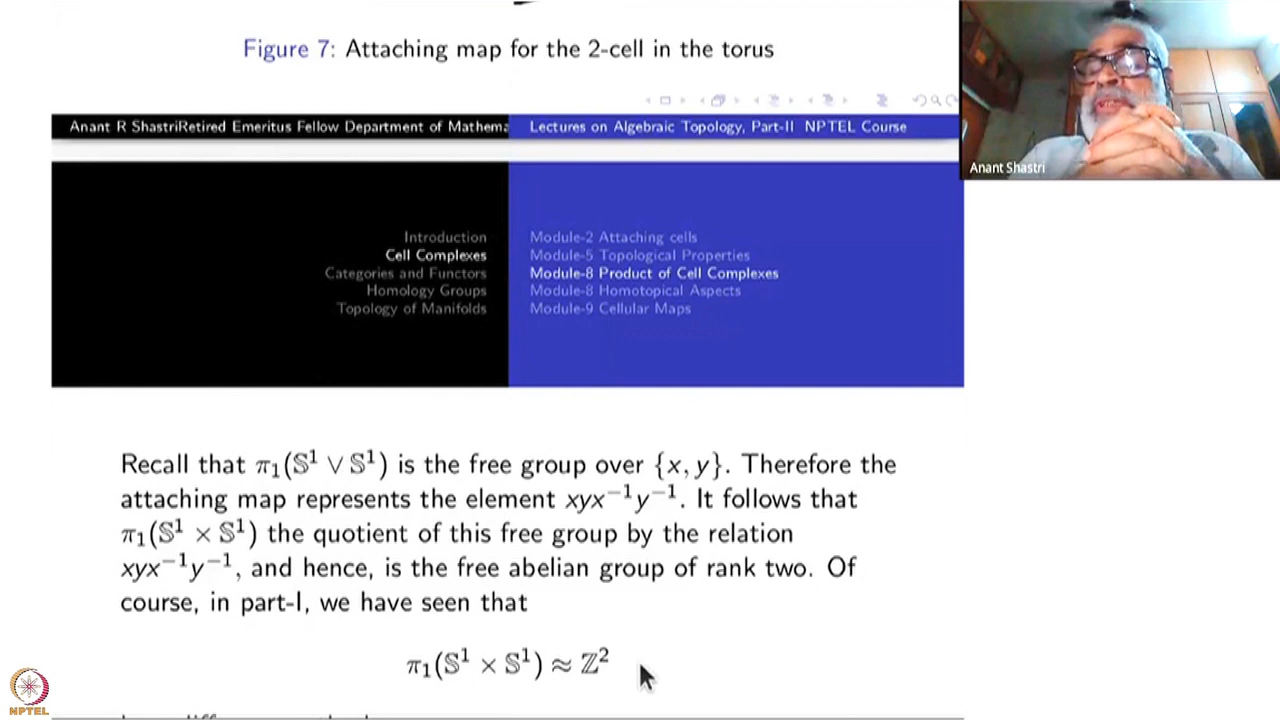 Figure 7: Attaching map for the 2-cell in the torus
Anant R ShastriRetired Emeritus Fellow Department of Mathema
Lectures on Algebraic Topology, Part-II NPTEL Course
Anant Shastri
Introduction
Cell Complexes
Categories and Functors
Homology Groups
Topology of Manifolds
Module-2 Attaching cells
Module-5 Topological Properties
Module-8 Product of Cell Complexes
Module-8 Homotopical Aspects
Module-9 Cellular Maps
Recall that π₁(𝕊¹ ∨ 𝕊¹) is the free group over {x, y}. Therefore the
attaching map represents the element xyx⁻¹y⁻¹. It follows that
π₁(𝕊¹ × 𝕊¹) the quotient of this free group by the relation
xyx⁻¹y⁻¹, and hence, is the free abelian group of rank two. Of
course, in part-I, we have seen that
π₁(𝕊¹ × 𝕊¹) ≈ ℤ²
NPTEL